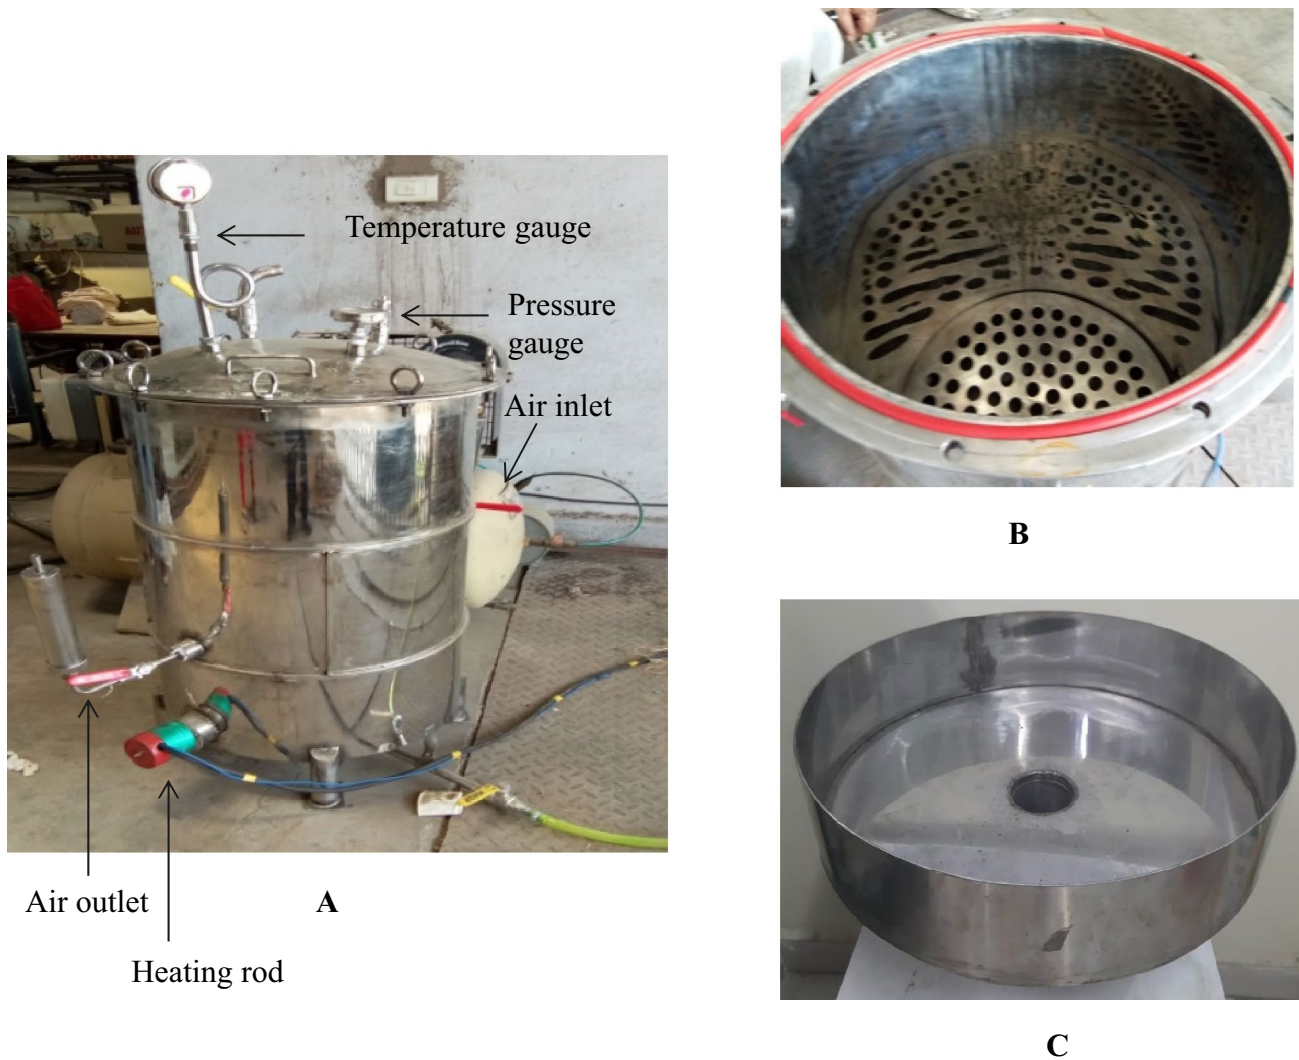 Temperature gauge
Pressure
gauge
Air inlet
Air outlet
Heating rod
A
B
C